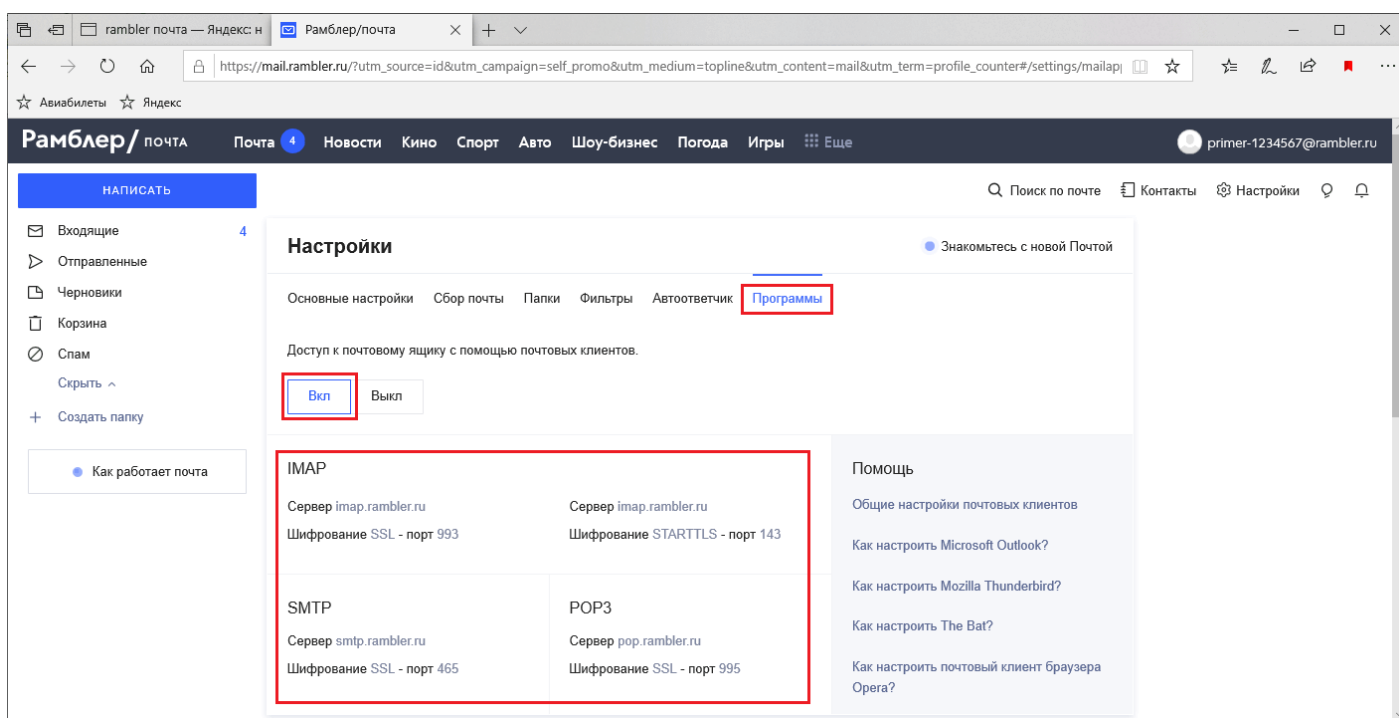 rambler почта — Яндекс: н
Рамблер/почта
https://mail.rambler.ru/?utm_source=id&utm_campaign=self_promo&utm_medium=topline&utm_content=mail&utm_term=profile_counter#/settings/mailap
Авиабилеты Яндекс
Рамблер/ почта Почта 4 Новости Кино Спорт Авто Шоу-бизнес Погода Игры Еще primer-1234567@rambler.ru
НАПИСАТЬ
Поиск по почте Контакты Настройки
Входящие 4
Отправленные
Черновики
Корзина
Спам
Скрыть
Создать папку
Как работает почта
Настройки
Знакомьтесь с новой Почтой
Основные настройки Сбор почты Папки Фильтры Автоответчик Программы
Доступ к почтовому ящику с помощью почтовых клиентов.
Вкл Выкл
IMAP
Сервер imap.rambler.ru
Шифрование SSL - порт 993
Сервер imap.rambler.ru
Шифрование STARTTLS - порт 143
SMTP
Сервер smtp.rambler.ru
Шифрование SSL - порт 465
POP3
Сервер pop.rambler.ru
Шифрование SSL - порт 995
Помощь
Общие настройки почтовых клиентов
Как настроить Microsoft Outlook?
Как настроить Mozilla Thunderbird?
Как настроить The Bat?
Как настроить почтовый клиент браузера
Opera?